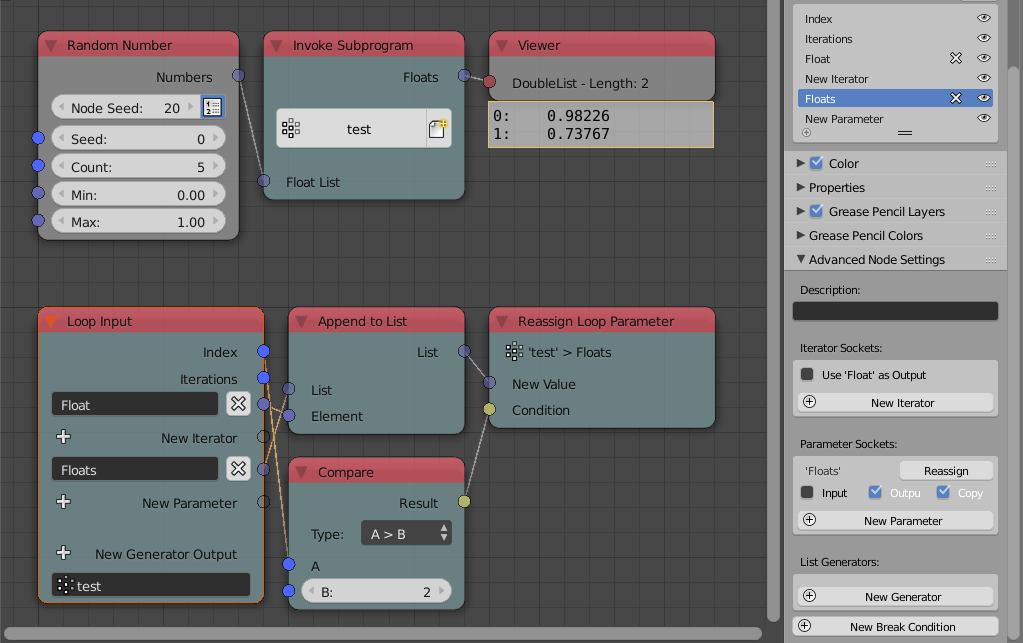 Random Number
Numbers
Node Seed: 20
Seed: 0
Count: 5
Min: 0.00
Max: 1.00
Invoke Subprogram
Floats
test
Float List
Viewer
DoubleList - Length: 2
0: 0.98226
1: 0.73767
Loop Input
Index
Iterations
Float
New Iterator
Floats
New Parameter
New Generator Output
test
Append to List
List
List
Element
Compare
Result
Type: A > B
A
B: 2
Reassign Loop Parameter
'test' > Floats
New Value
Condition
Index
Iterations
Float
New Iterator
Floats
New Parameter
Color
Properties
Grease Pencil Layers
Grease Pencil Colors
Advanced Node Settings
Description:
Iterator Sockets:
Use 'Float' as Output
New Iterator
Parameter Sockets:
'Floats' Reassign
Input Outpu Copy
New Parameter
List Generators:
New Generator
New Break Condition